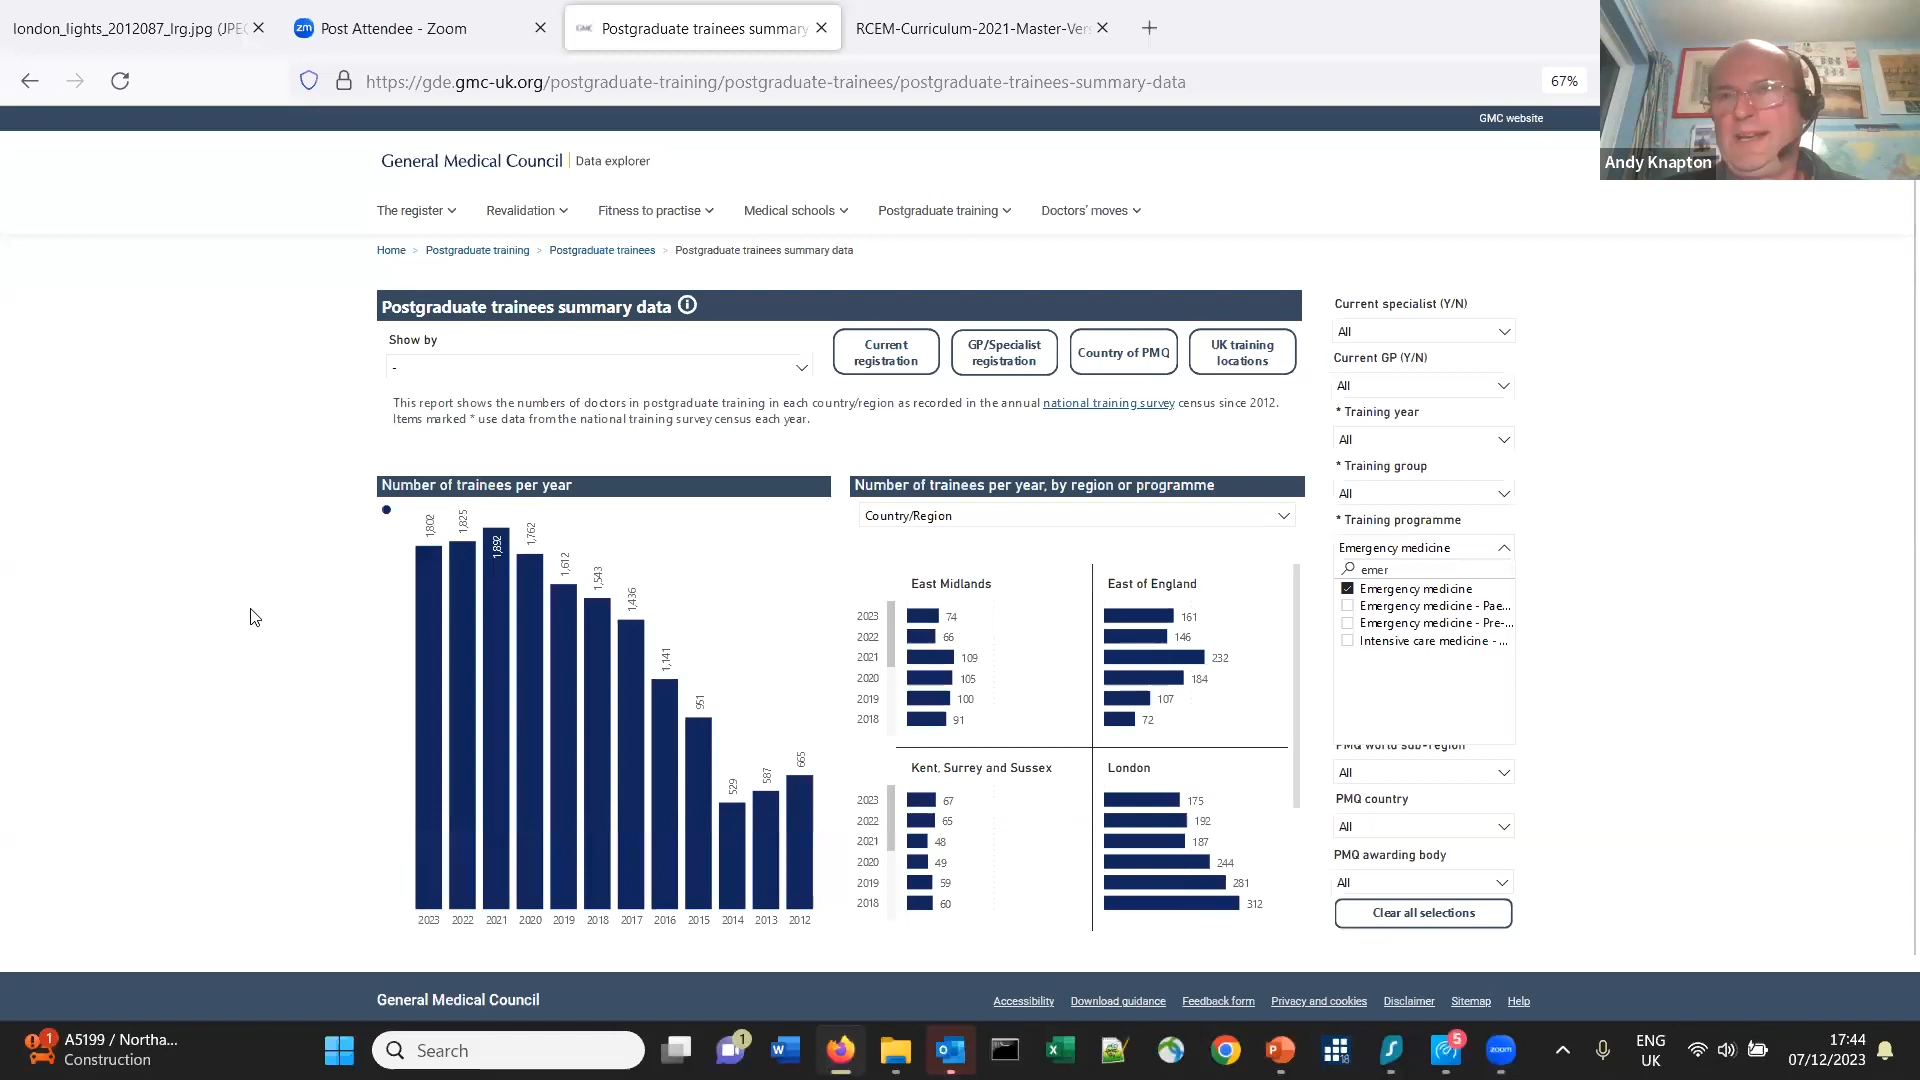 london_lights_2012087_lrg.jpg (JPE
zm Post Attendee - Zoom
GMC Postgraduate trainees summary
RCEM-Curriculum-2021-Master-Vers
https://gde.gmc-uk.org/postgraduate-training/postgraduate-trainees/postgraduate-trainees-summary-data
67%
Andy Knapton
GMC website
General Medical Council | Data explorer
The register
Revalidation
Fitness to practise
Medical schools
Postgraduate training
Doctors' moves
Home > Postgraduate training > Postgraduate trainees > Postgraduate trainees summary data
Postgraduate trainees summary data
Show by
-
Current
registration
GP/Specialist
registration
Country of PMQ
UK training
locations
This report shows the numbers of doctors in postgraduate training in each country/region as recorded in the annual national training survey census since 2012.
Items marked * use data from the national training survey census each year.
Number of trainees per year
1,802
1,825
1,892
1,762
1,612
1,543
1,436
1,141
951
529
587
665
2023 2022 2021 2020 2019 2018 2017 2016 2015 2014 2013 2012
Number of trainees per year, by region or programme
Country/Region
East Midlands
2023 74
2022 66
2021 109
2020 105
2019 100
2018 91
East of England
161
146
232
184
107
72
Kent, Surrey and Sussex
2023 67
2022 65
2021 48
2020 49
2019 59
2018 60
London
175
192
187
244
281
312
Current specialist (Y/N)
All
Current GP (Y/N)
All
* Training year
All
* Training group
All
* Training programme
Emergency medicine
emer
Emergency medicine
Emergency medicine - Pae...
Emergency medicine - Pre-...
Intensive care medicine - ...
PMQ world sub-region
All
PMQ country
All
PMQ awarding body
All
Clear all selections
General Medical Council
Accessibility Download guidance Feedback form Privacy and cookies Disclaimer Sitemap Help
1
A5199 / Northa...
Construction
Search
1
5
zoom
ENG
UK
17:44
07/12/2023